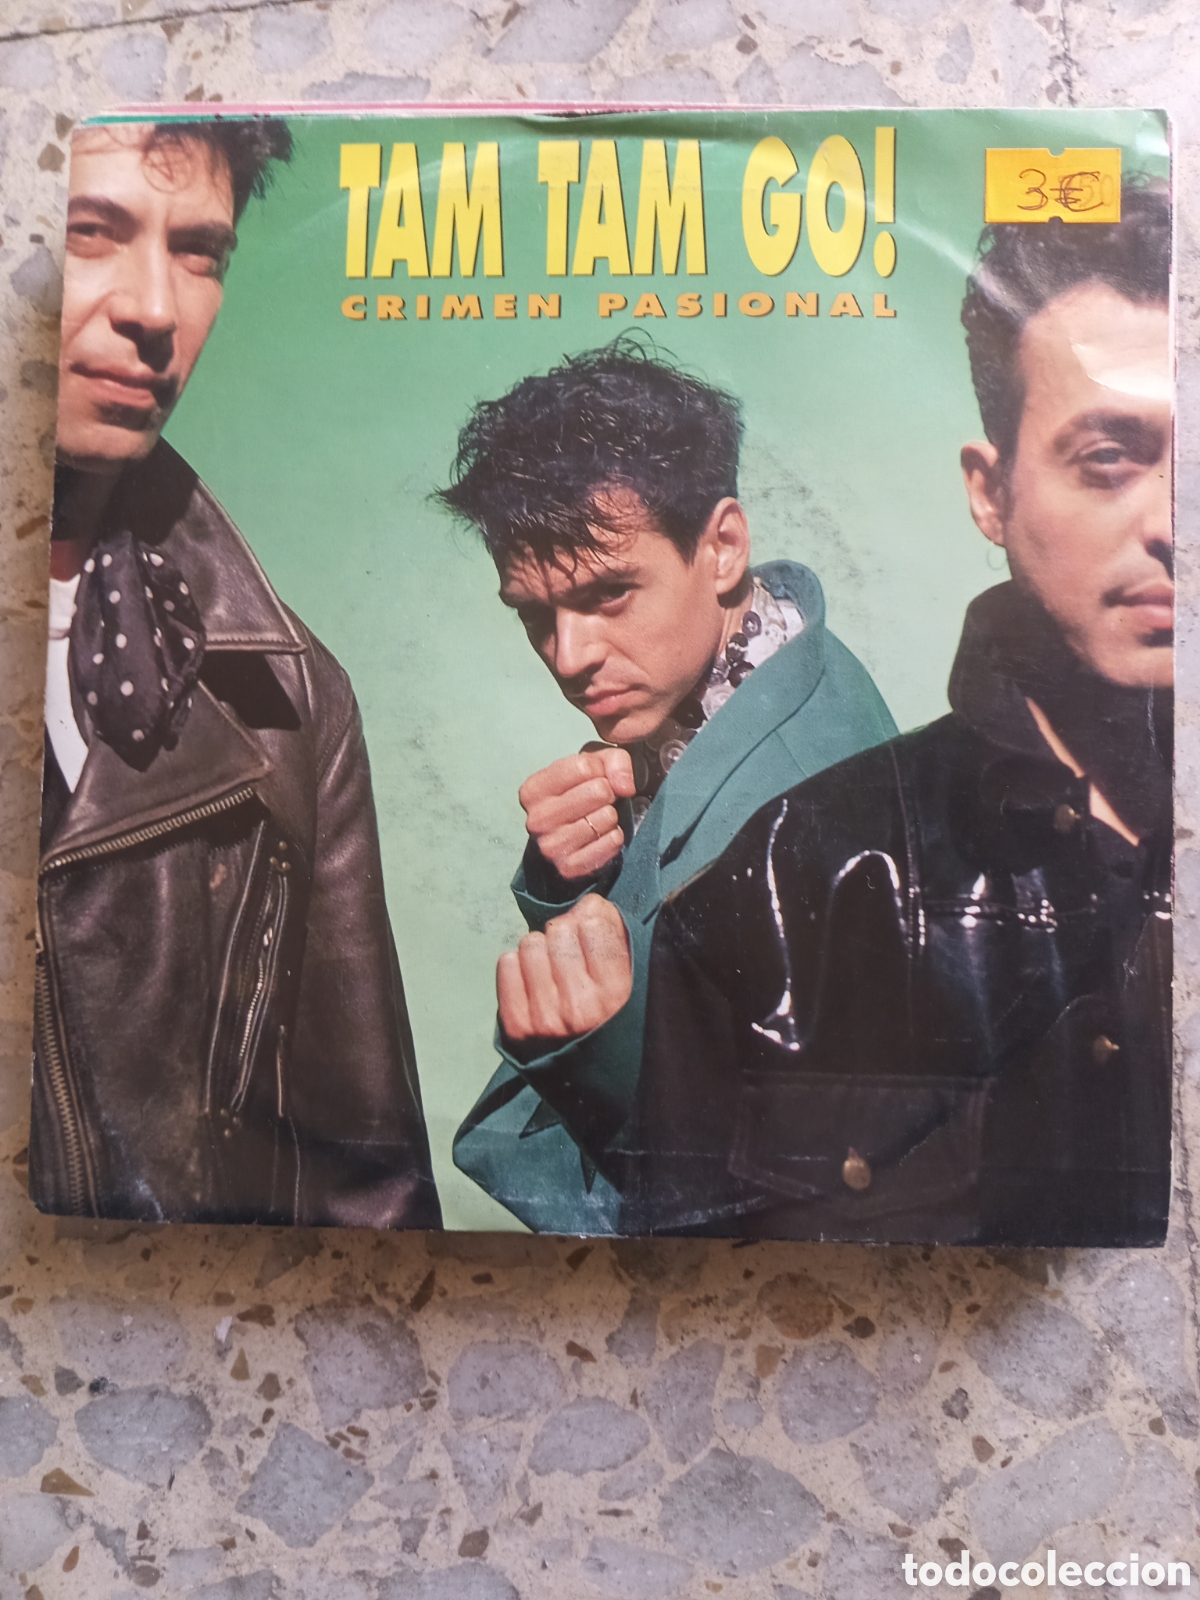 TAM TAM GO!
CRIMEN PASIONAL
3€
todocoleccion